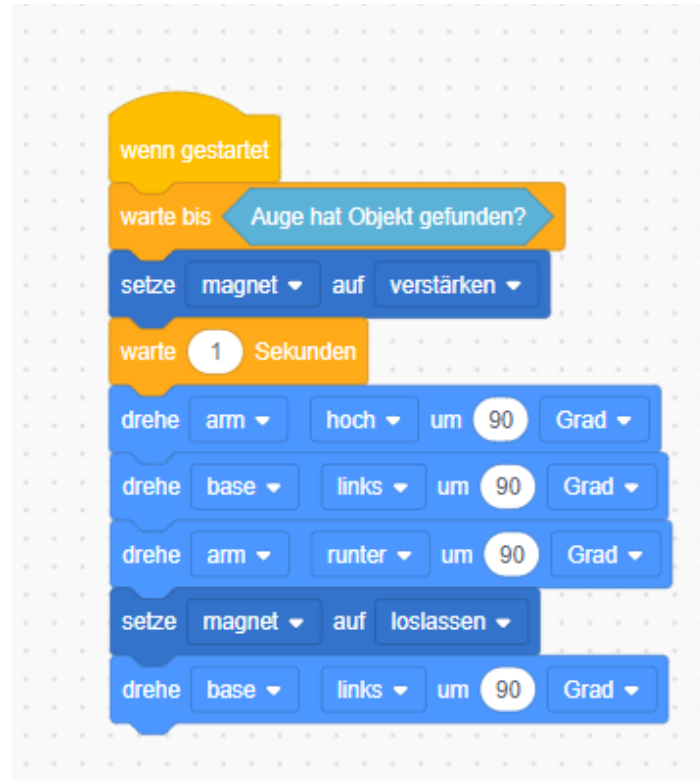 wenn gestartet
warte bis Auge hat Objekt gefunden?
setze magnet auf verstärken
warte 1 Sekunden
drehe arm hoch um 90 Grad
drehe base links um 90 Grad
drehe arm runter um 90 Grad
setze magnet auf loslassen
drehe base links um 90 Grad